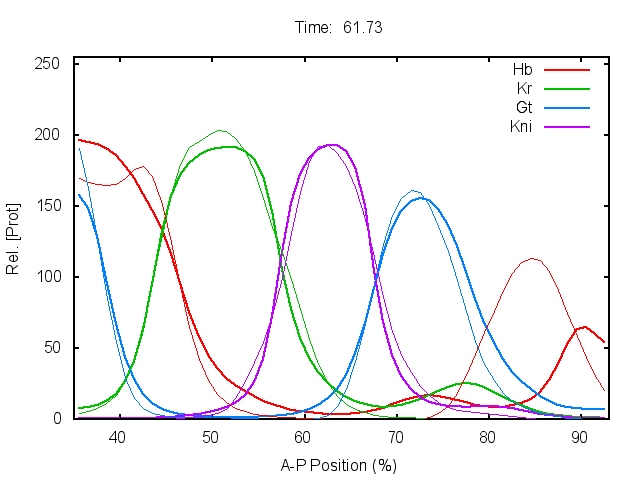 Time:  61.73
250
200
150
100
50
0
Rel. [Prot]
Hb
Kr
Gt
Kni
40 50 60 70 80 90
A-P Position (%)